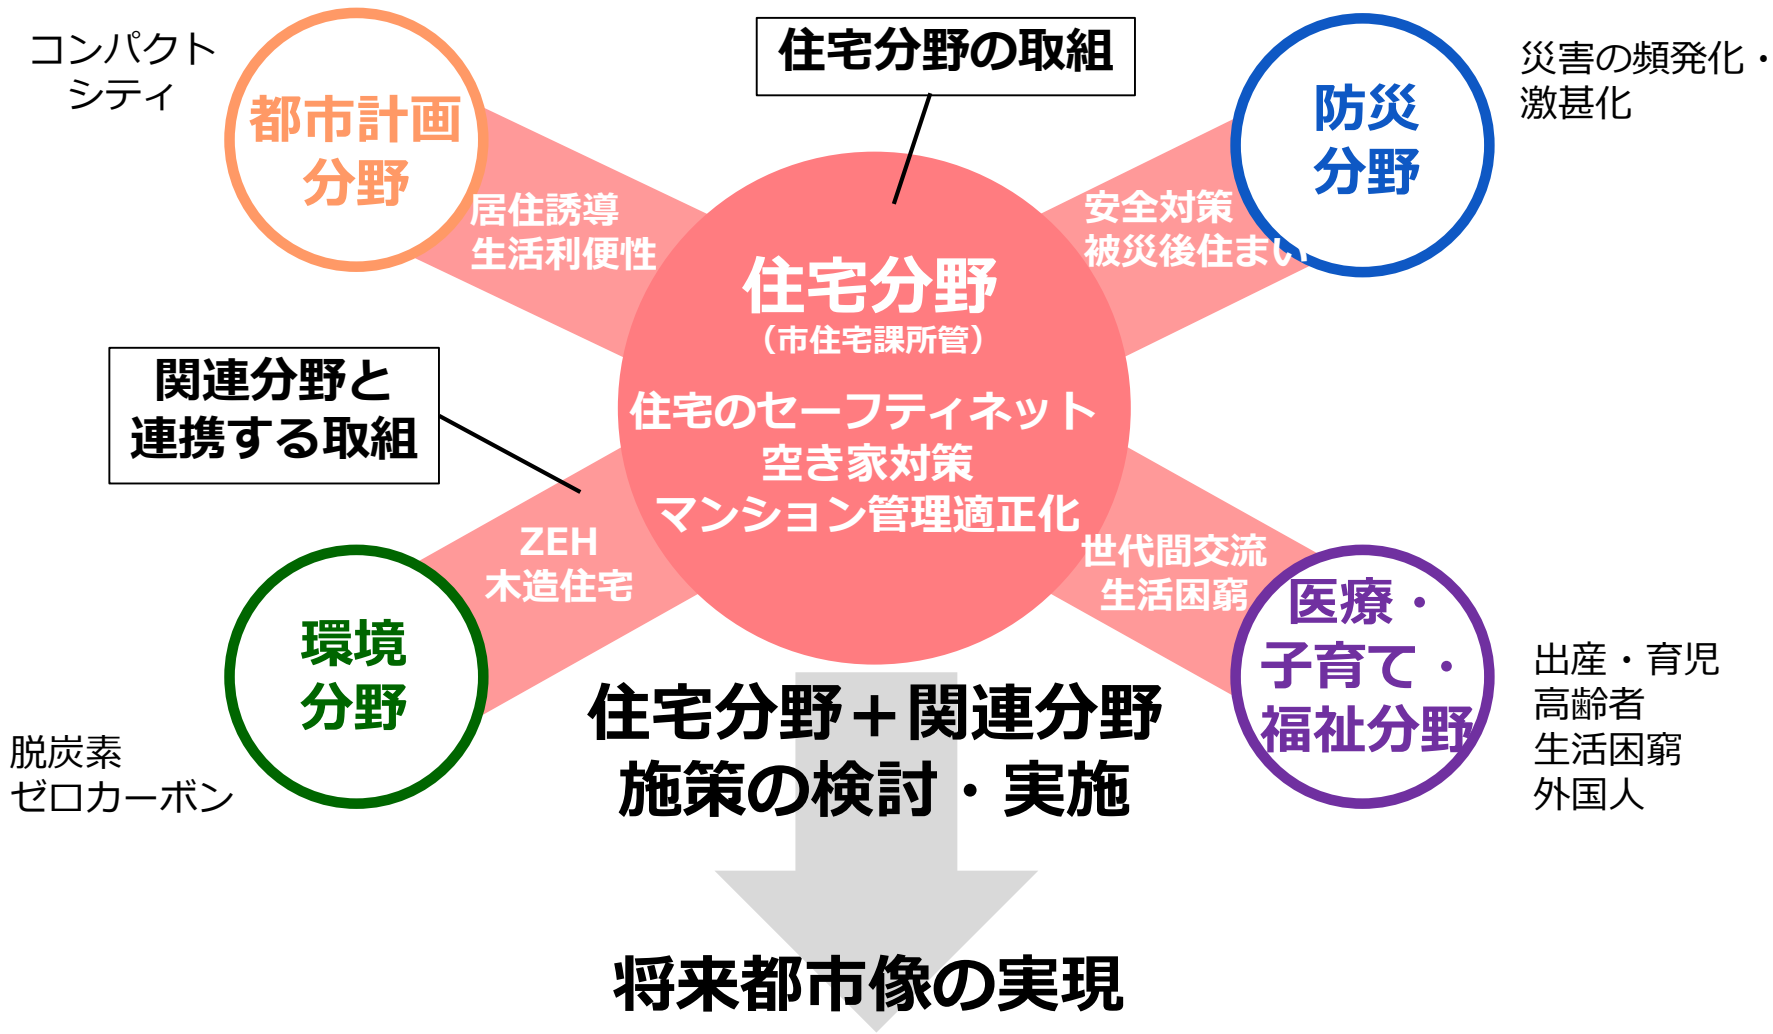 コンパクト
シティ
都市計画
分野
住宅分野の取組
防災
分野
災害の頻発化・
激甚化
居住誘導
生活利便性
安全対策
被災後住まい
住宅分野
（市住宅課所管）
住宅のセーフティネット
空き家対策
マンション管理適正化
関連分野と
連携する取組
ZEH
木造住宅
世代間交流
生活困窮
環境
分野
脱炭素
ゼロカーボン
医療・
子育て・
福祉分野
出産・育児
高齢者
生活困窮
外国人
住宅分野＋関連分野
施策の検討・実施
将来都市像の実現